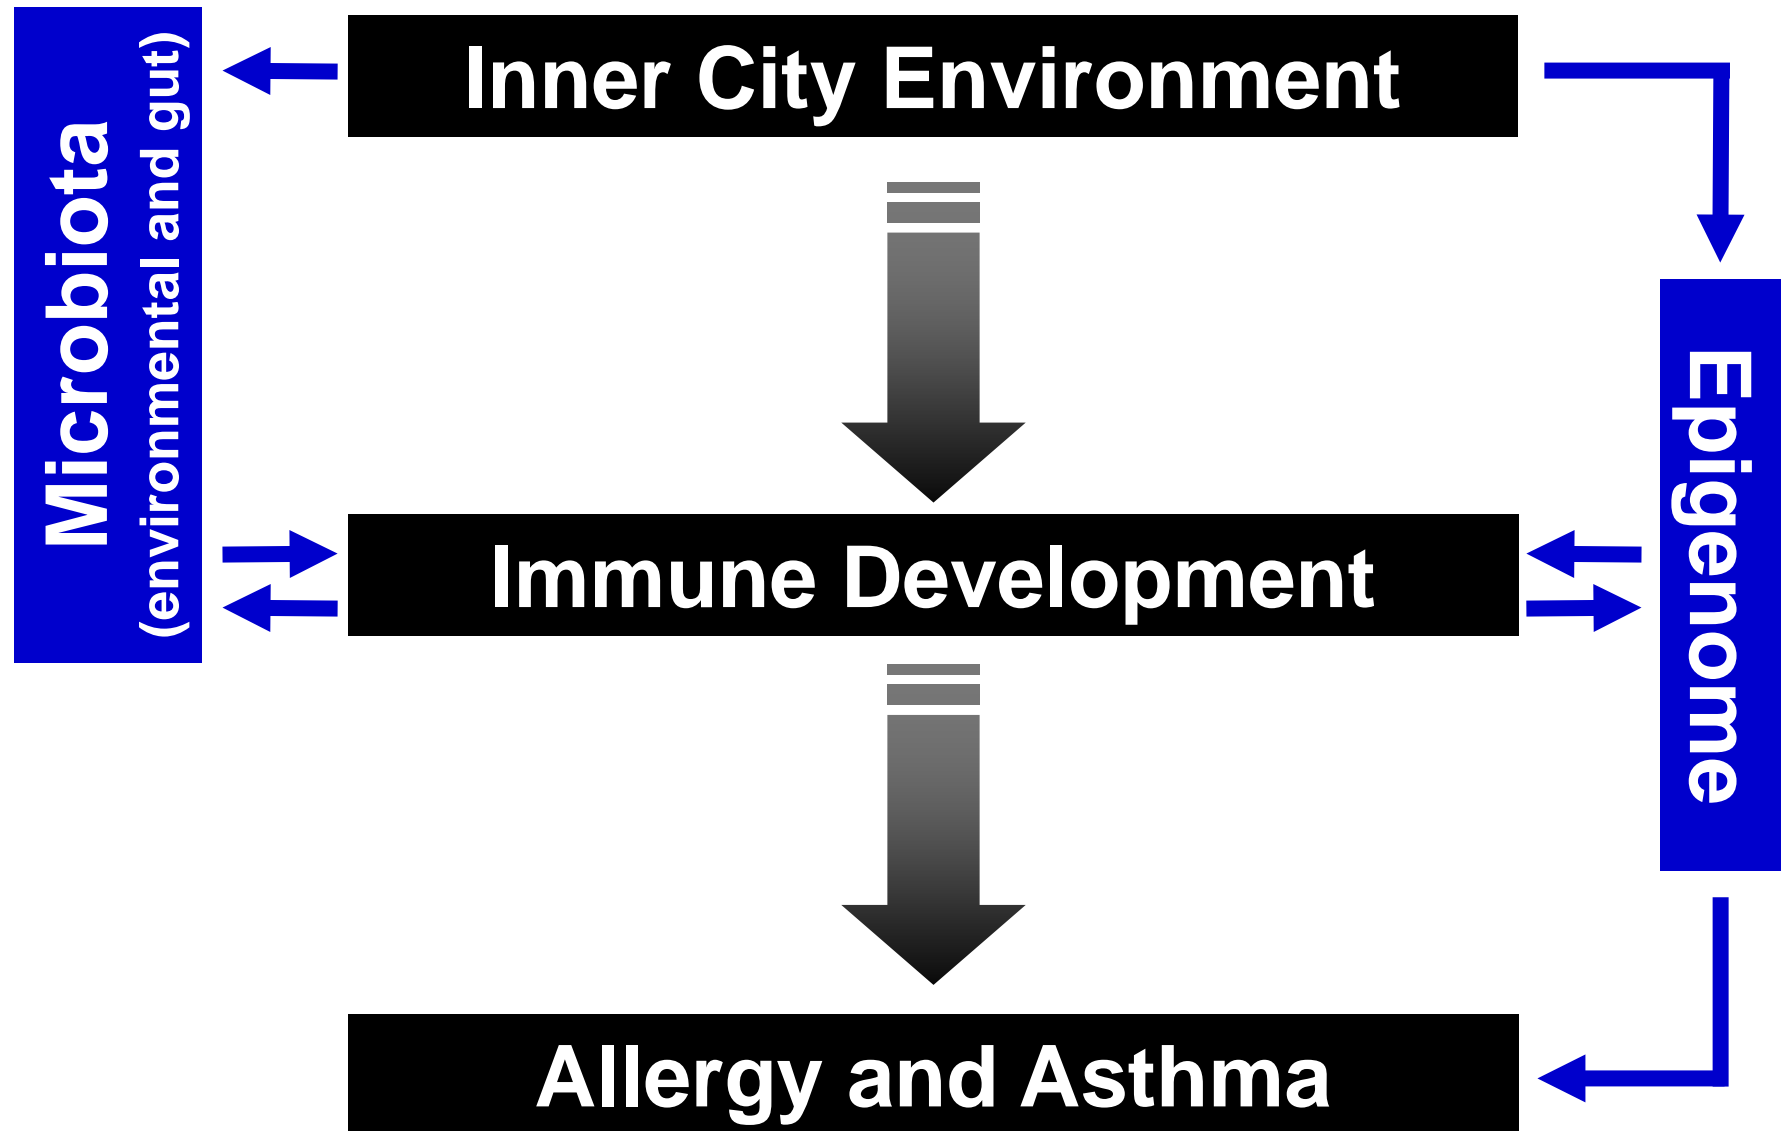 Inner City Environment
Microbiota
(environmental and gut)
Epigenome
Immune Development
Allergy and Asthma